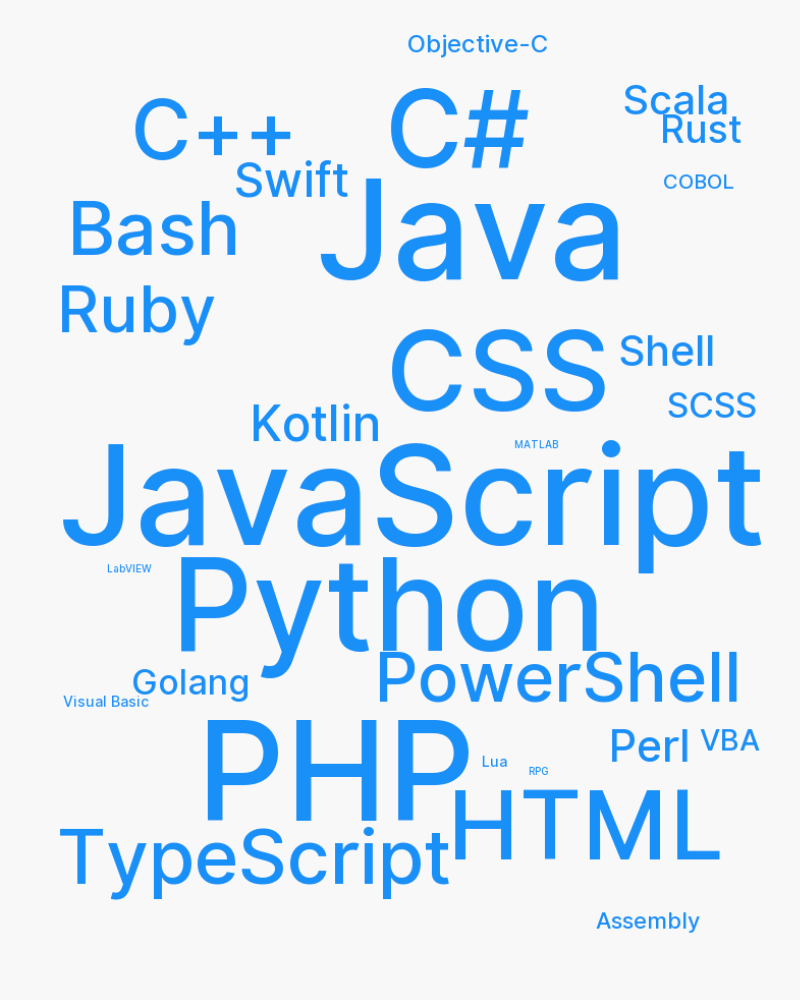 Objective-C
C++
C#
Scala
Rust
Swift
COBOL
Bash
Java
Ruby
CSS
Shell
SCSS
Kotlin
MATLAB
JavaScript
LabVIEW
Python
Golang
PowerShell
Visual Basic
PHP
Perl
VBA
Lua
RPG
HTML
TypeScript
Assembly